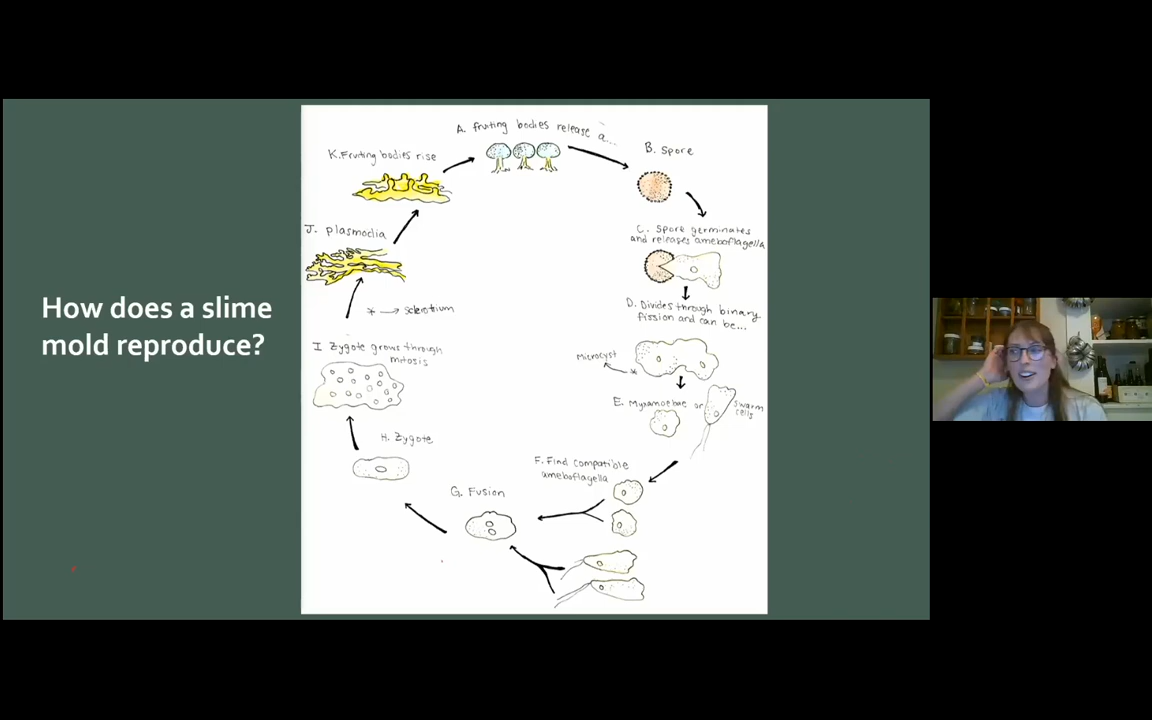 How does a slime
mold reproduce?
A. fruiting bodies release a...
B. Spore
C. Spore germinates
and releases ameboflagella
D. Divides through binary
fission and can be...
Microcyst
*
E. Myxamoebae or swarm
cells
F. Find compatible
ameboflagella
G. Fusion
H. Zygote
I Zygote grows through
mitosis
* → sclerotium
J. Plasmodia
K. Fruiting bodies rise